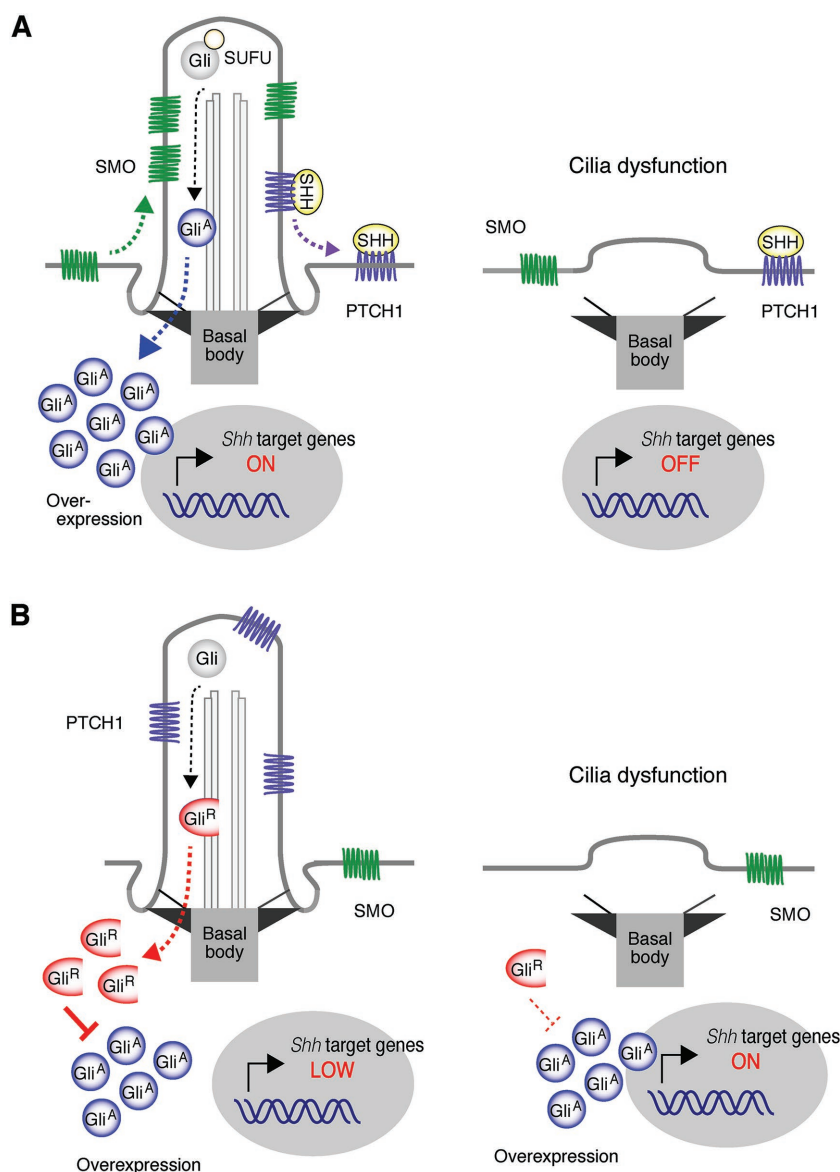 A
Gli
SUFU
SMO
SHH
Gli^A
SHH
PTCH1
Basal
body
Gli^A
Gli^A
Gli^A
Gli^A
Gli^A
Gli^A
Gli^A
Over-
expression
Shh target genes
ON
Cilia dysfunction
SMO
SHH
PTCH1
Basal
body
Shh target genes
OFF
B
Gli
PTCH1
Gli^R
SMO
Basal
body
Gli^R
Gli^R
Gli^R
Gli^A
Gli^A
Gli^A
Gli^A
Gli^A
Overexpression
Shh target genes
LOW
Cilia dysfunction
SMO
Basal
body
Gli^R
Gli^A
Gli^A
Gli^A
Gli^A
Gli^A
Overexpression
Shh target genes
ON